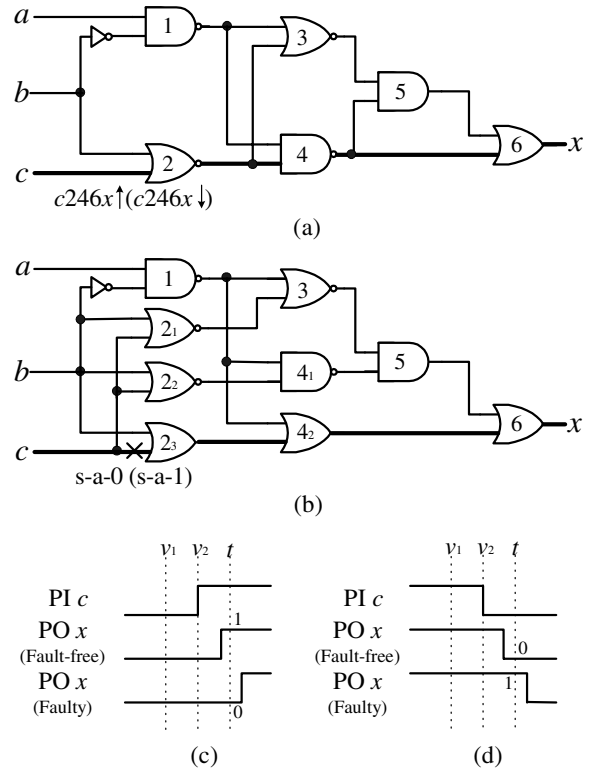 a
1
3
b
5
2
4
6
x
c
c246x↑(c246x↓)
(a)
a
1
3
2₁
b
2₂
4₁
5
c
2₃
4₂
6
x
s-a-0 (s-a-1)
(b)
v₁ v₂ t
PI c
PO x
(Fault-free)
1
PO x
(Faulty)
0
(c)
v₁ v₂ t
PI c
PO x
(Fault-free)
0
PO x
(Faulty)
1
(d)